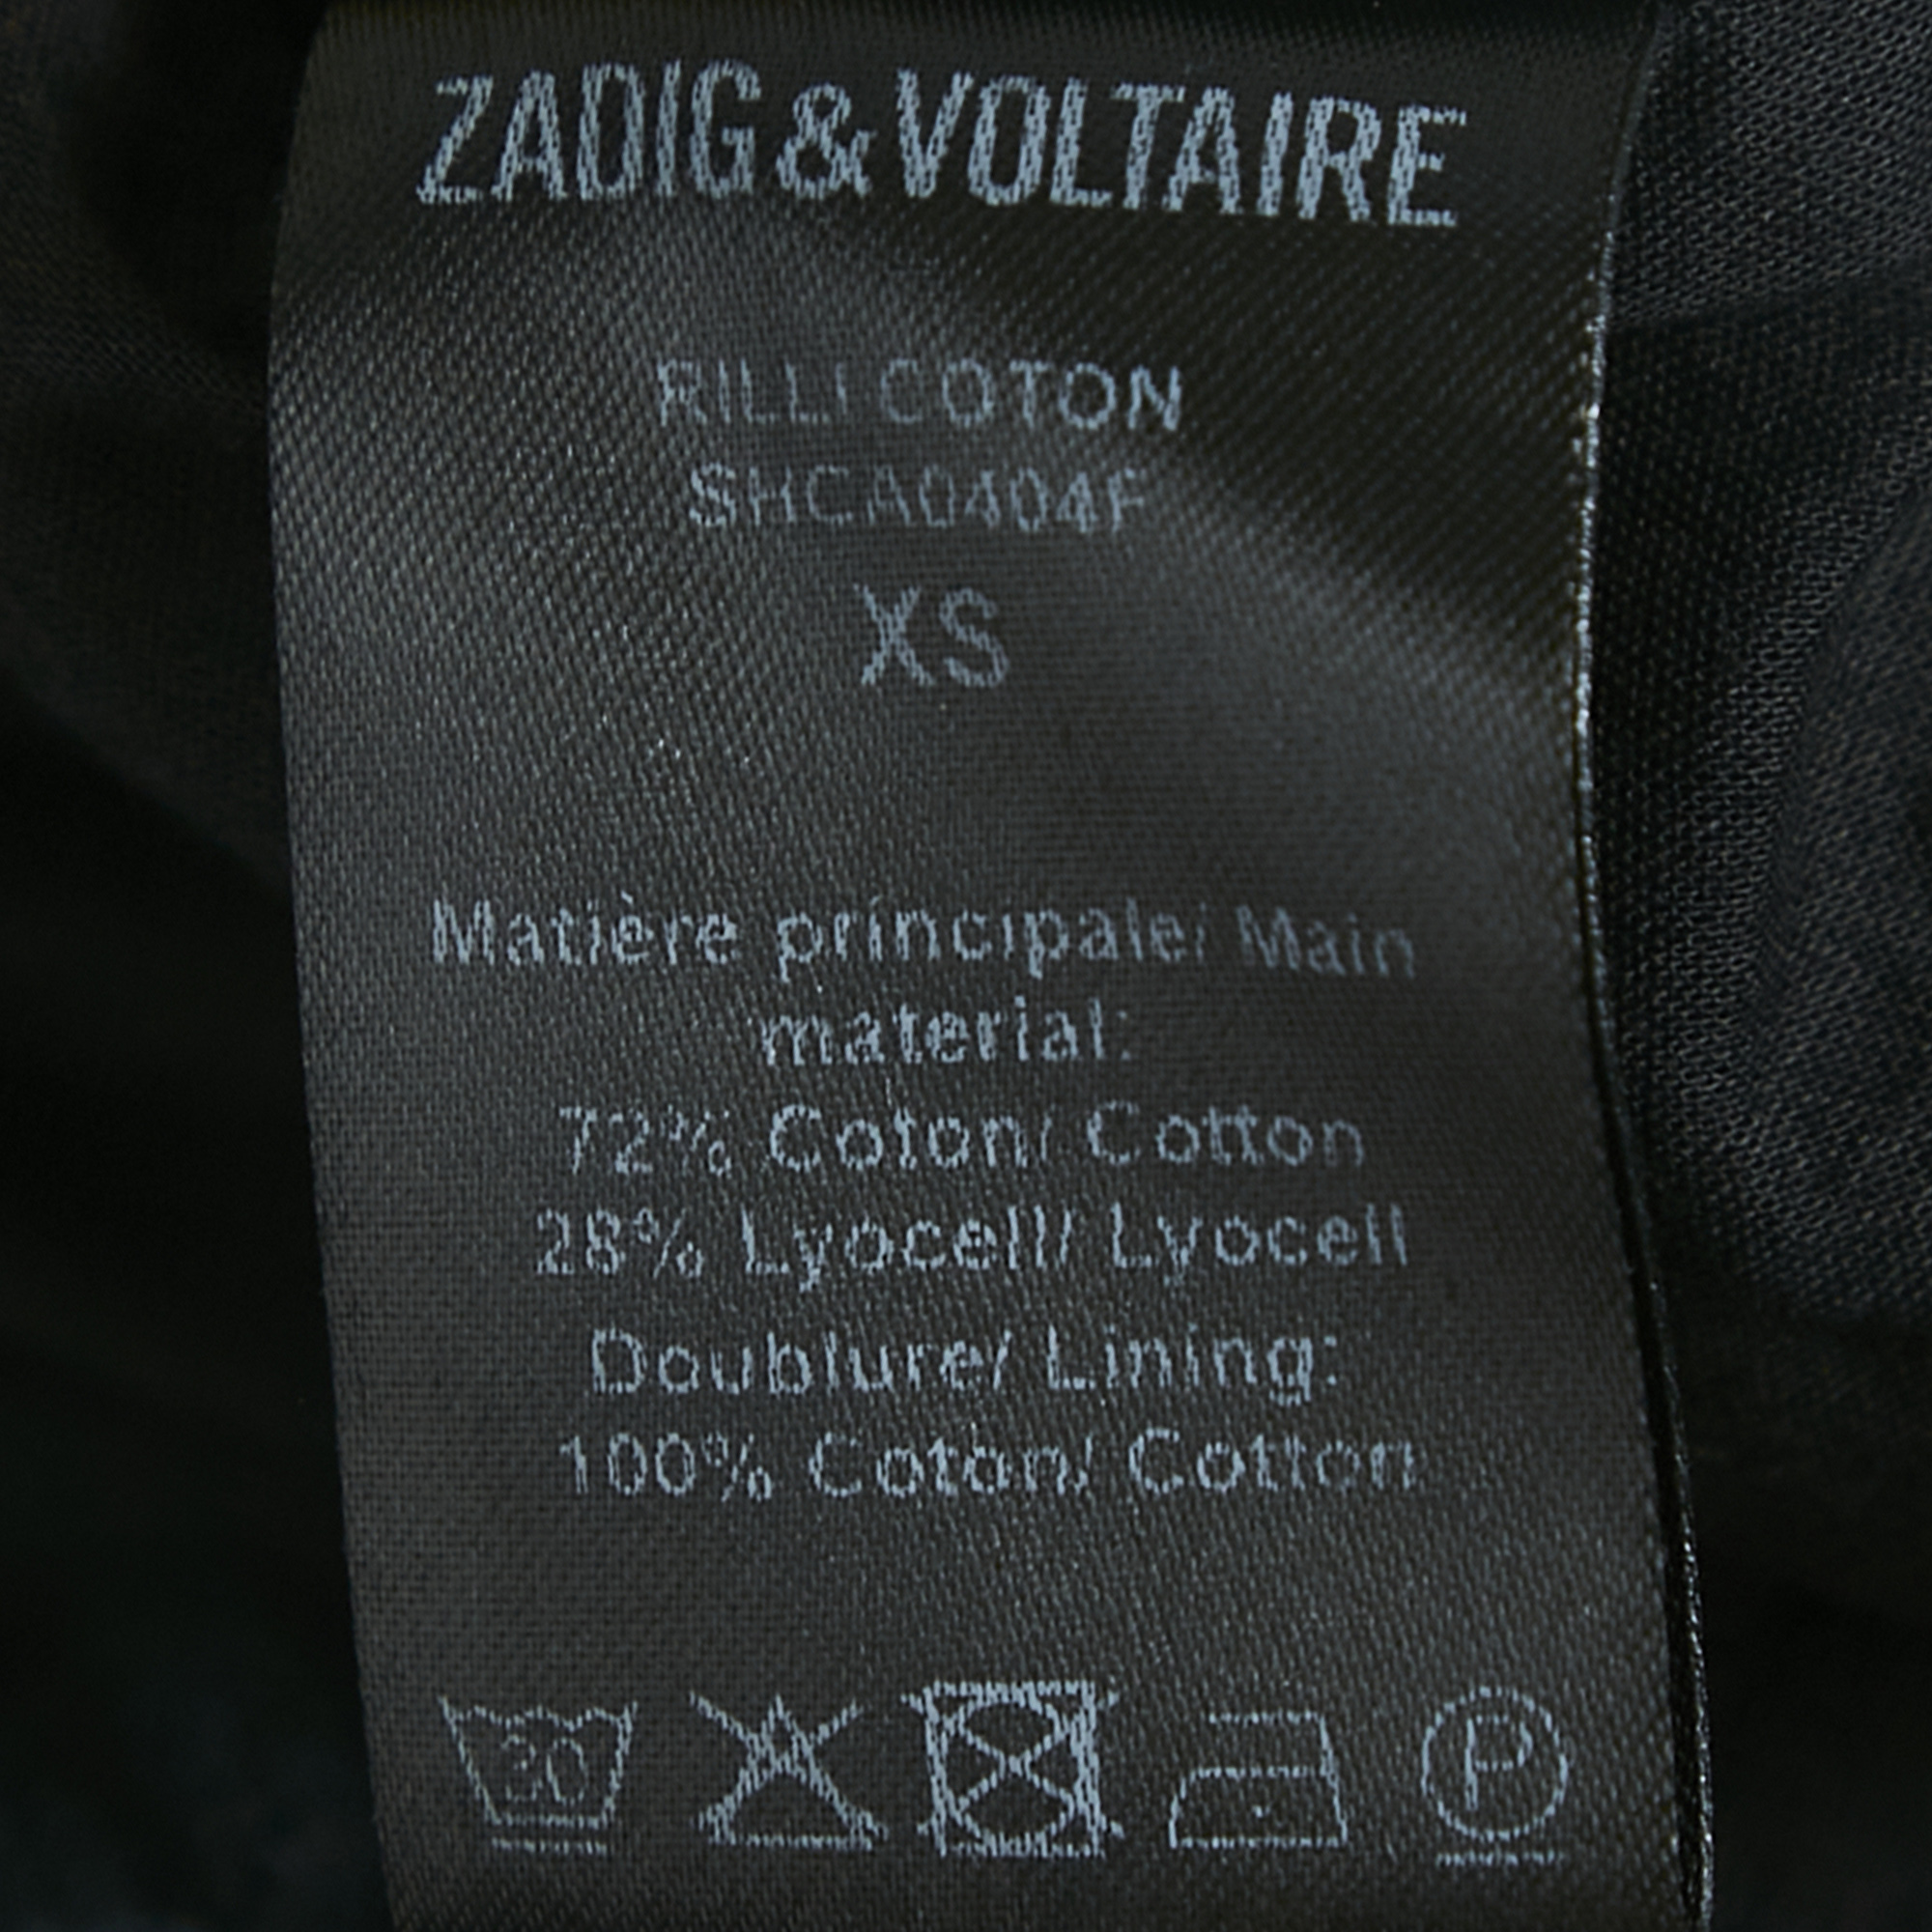 ZADIG&VOLTAIRE
RILLI COTON
SHCA0404F
XS
Matière principale/ Main
material:
72% Coton/ Cotton
28% Lyocell/ Lyocell
Doublure/ Lining:
100% Coton/ Cotton
30 P